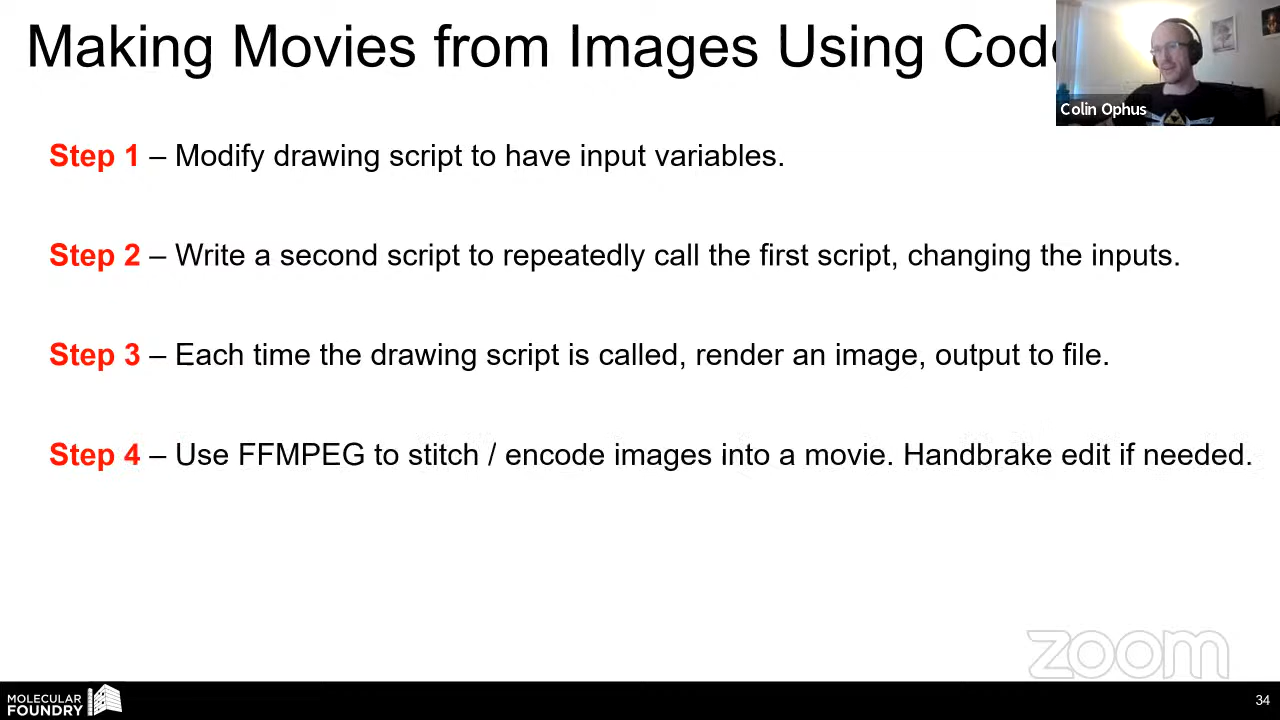 Making Movies from Images Using Code
Colin Ophus
Step 1 – Modify drawing script to have input variables.
Step 2 – Write a second script to repeatedly call the first script, changing the inputs.
Step 3 – Each time the drawing script is called, render an image, output to file.
Step 4 – Use FFMPEG to stitch / encode images into a movie. Handbrake edit if needed.
zoom
MOLECULAR
FOUNDRY
34